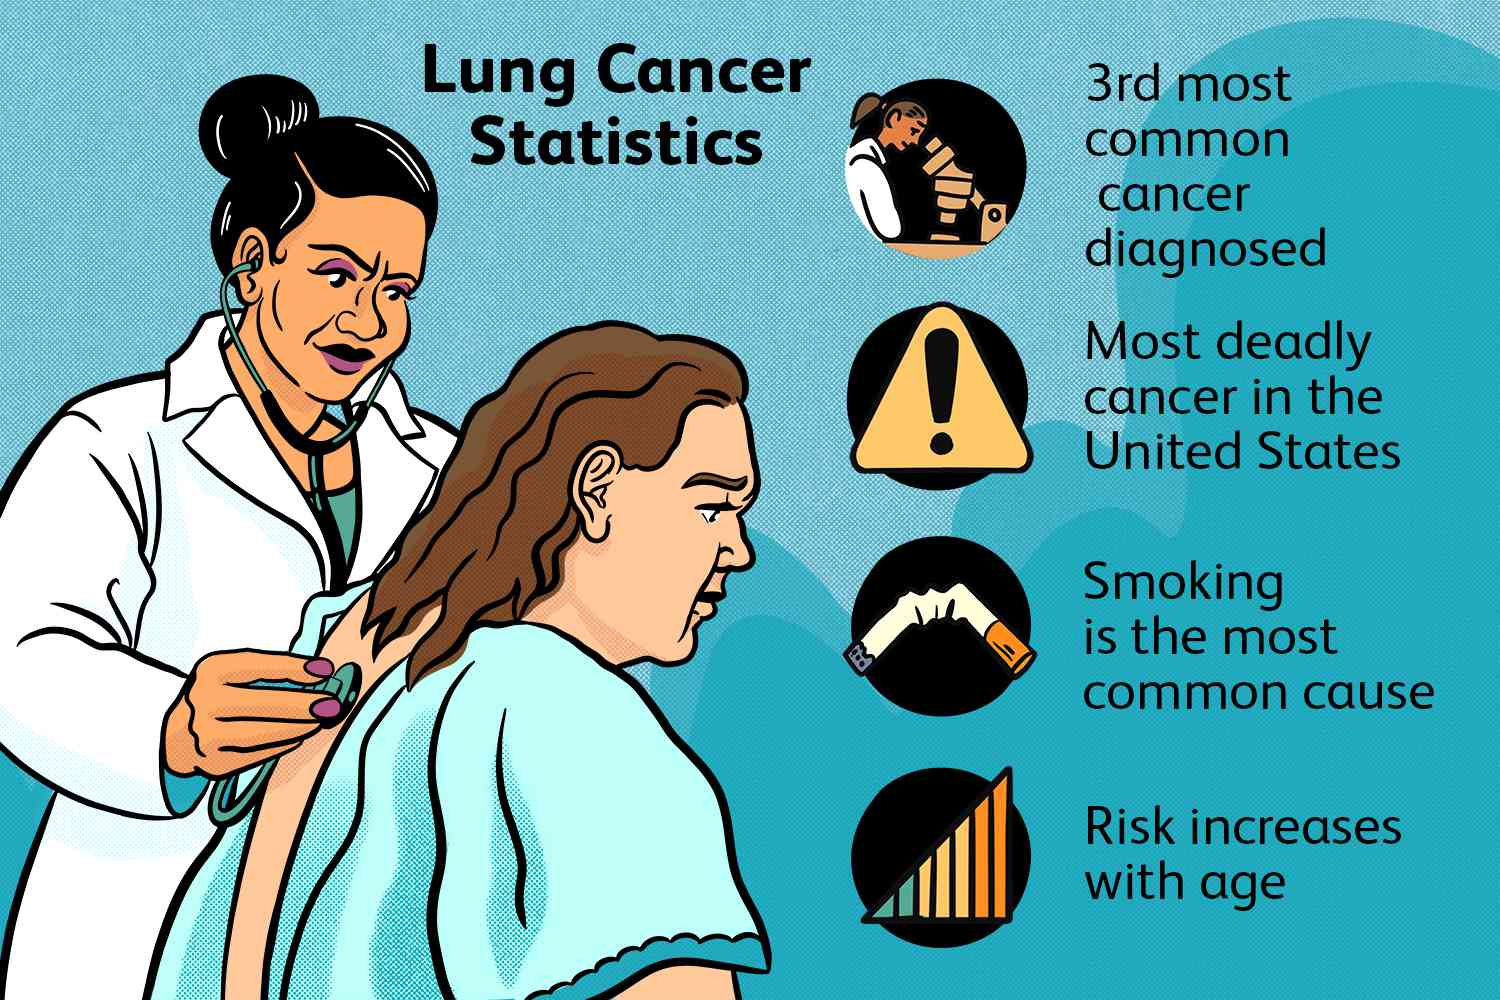 Lung Cancer
Statistics
3rd most
common
cancer
diagnosed
Most deadly
cancer in the
United States
Smoking
is the most
common cause
Risk increases
with age